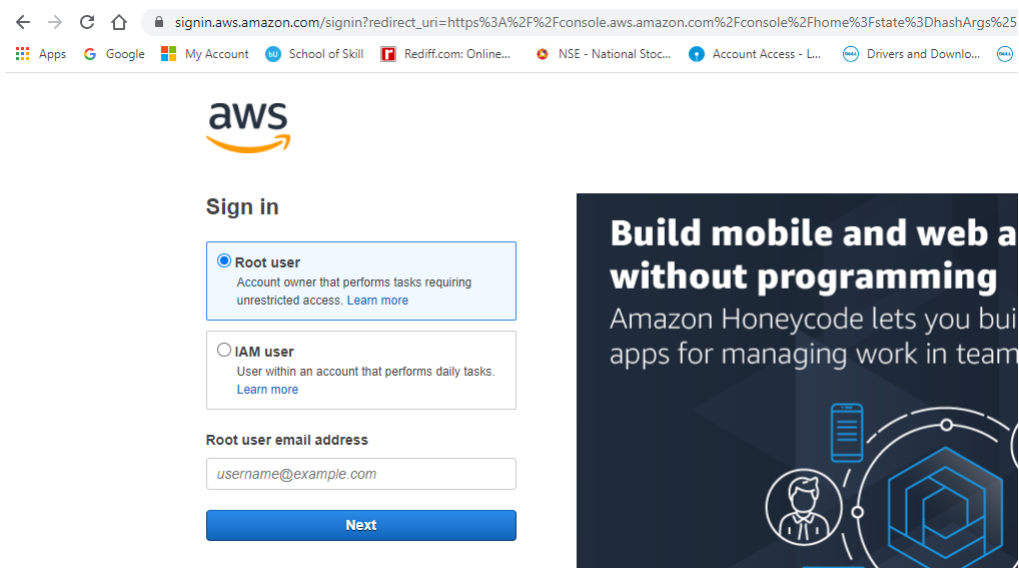 signin.aws.amazon.com/signin?redirect_uri=https%3A%2F%2Fconsole.aws.amazon.com%2Fconsole%2Fhome%3Fstate%3DhashArgs%25
Apps G Google My Account bU School of Skill r Rediff.com: Online... NSE - National Stoc... Account Access - L... DELL Drivers and Downlo... DELL
aws
Sign in
Root user
Account owner that performs tasks requiring
unrestricted access. Learn more
IAM user
User within an account that performs daily tasks.
Learn more
Root user email address
username@example.com
Next
Build mobile and web a
without programming
Amazon Honeycode lets you bui
apps for managing work in team